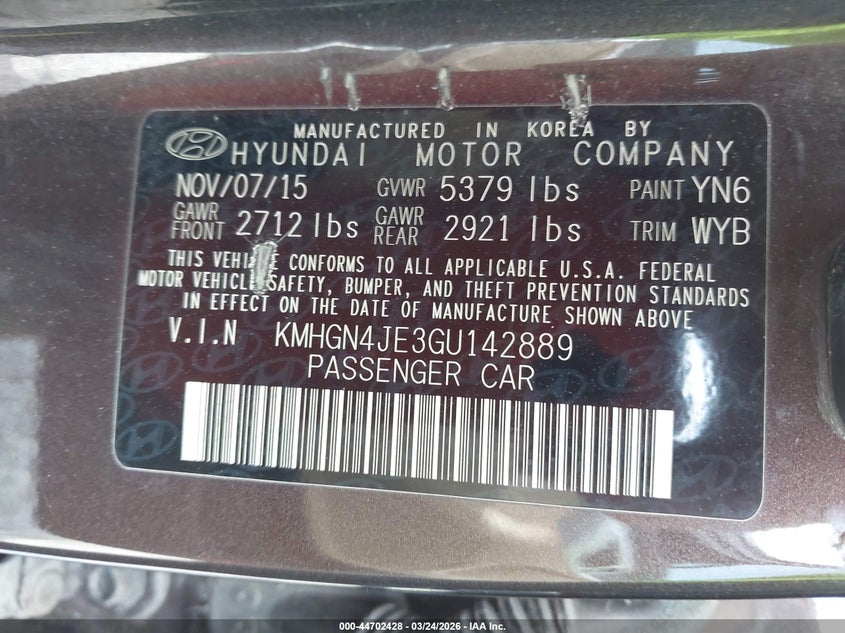 MANUFACTURED IN KOREA BY
HYUNDAI MOTOR COMPANY
NOV/07/15 GVWR 5379 lbs PAINT YN6
GAWR FRONT 2712 lbs GAWR REAR 2921 lbs TRIM WYB
THIS VEHICLE CONFORMS TO ALL APPLICABLE U.S.A. FEDERAL
MOTOR VEHICLE SAFETY, BUMPER, AND THEFT PREVENTION STANDARDS
IN EFFECT ON THE DATE OF MANUFACTURE SHOWN ABOVE
V.I.N KMHGN4JE3GU142889
PASSENGER CAR
000-44702428 - 03/24/2026 - IAA Inc.